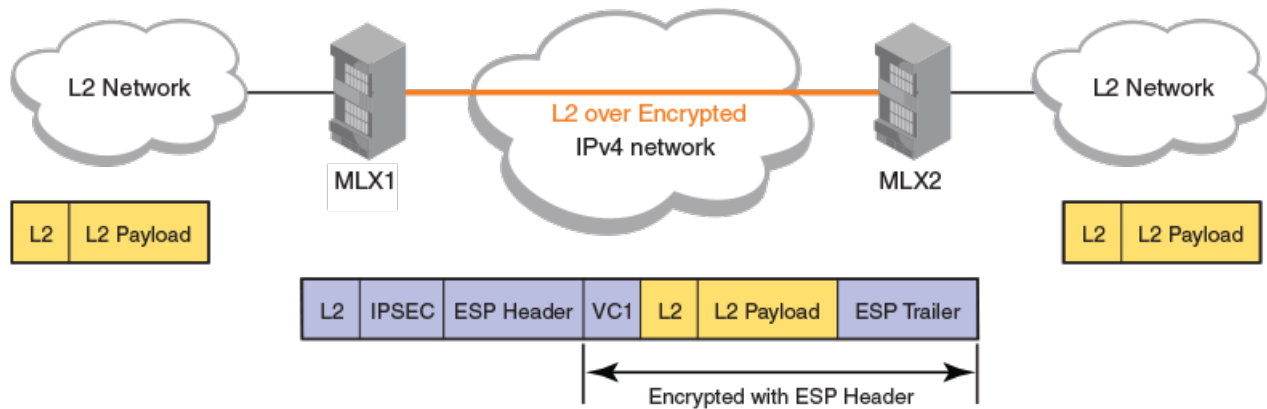 L2 Network
L2 over Encrypted
IPv4 network
L2 Network
MLX1
MLX2
L2 L2 Payload
L2 L2 Payload
L2 IPSEC ESP Header VC1 L2 L2 Payload ESP Trailer
Encrypted with ESP Header